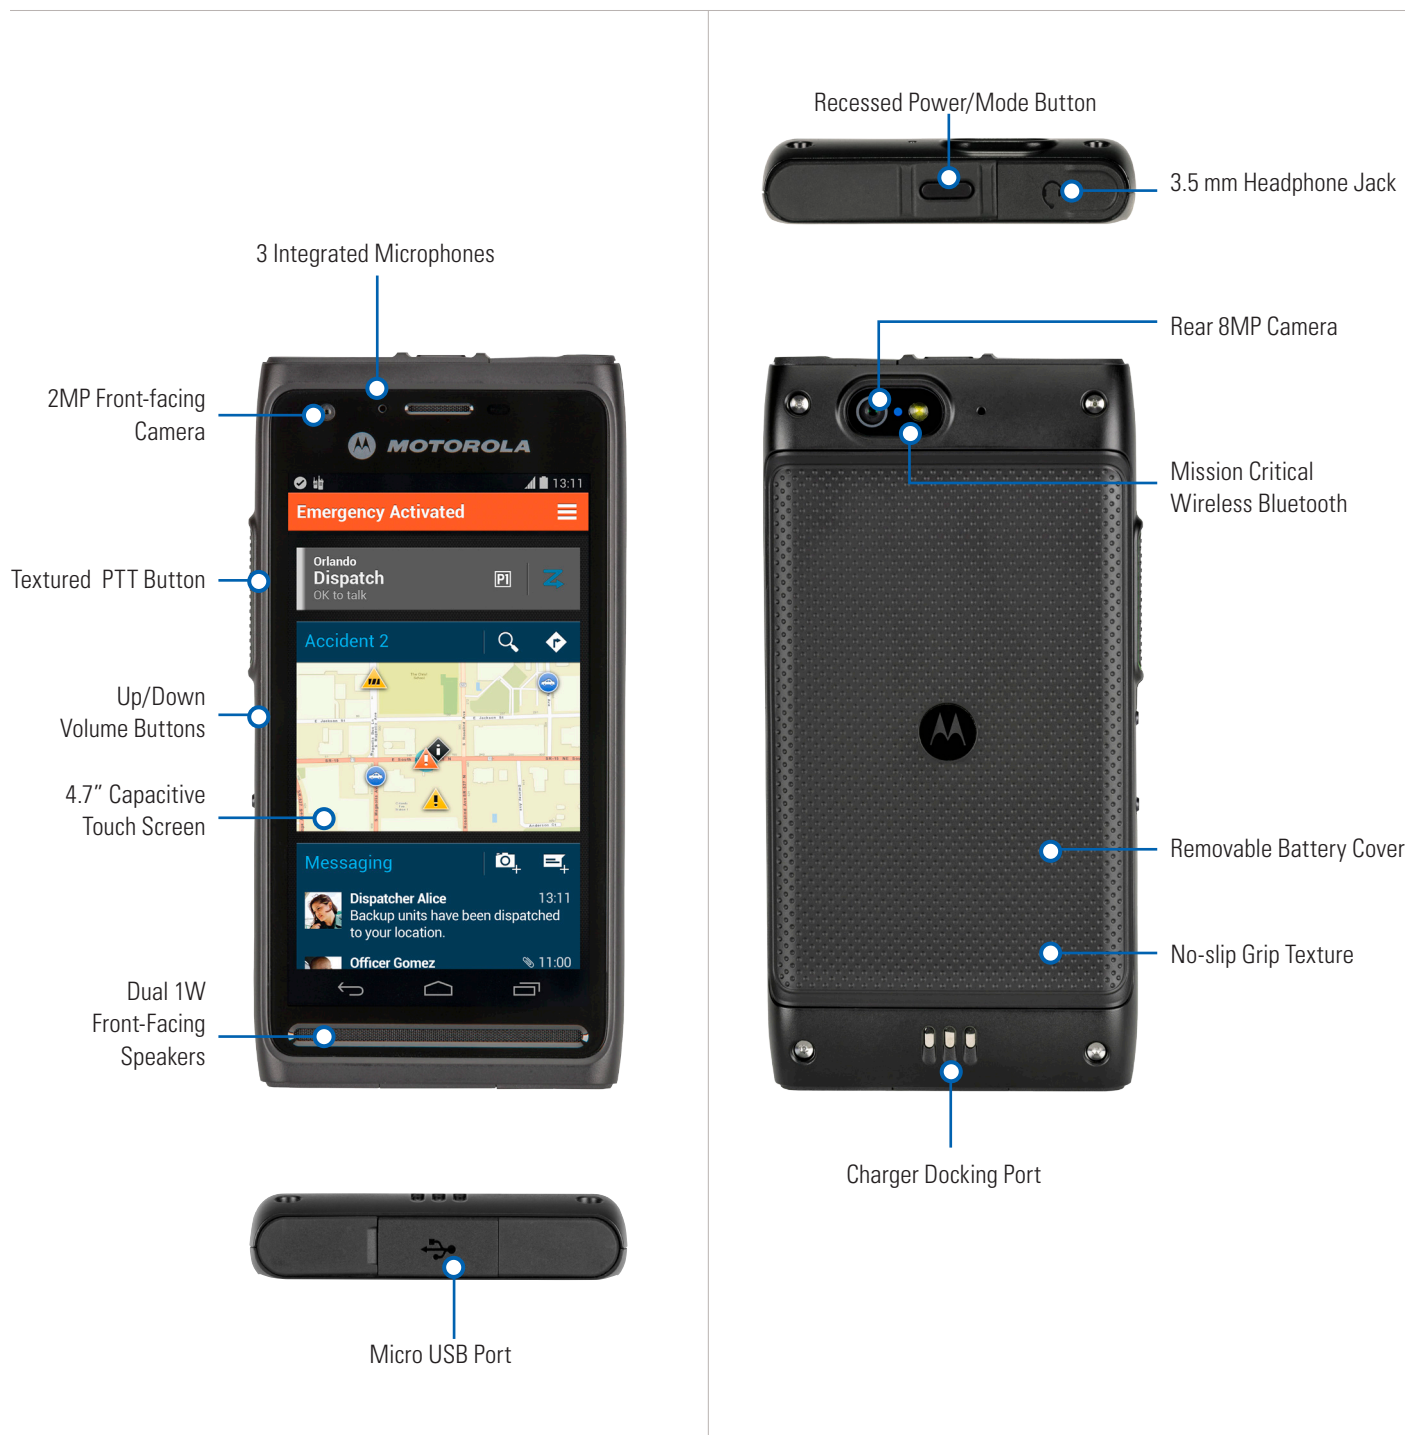 3 Integrated Microphones
2MP Front-facing
Camera
MOTOROLA
13:11
Emergency Activated
Orlando
Dispatch
OK to talk
P1
Textured PTT Button
Accident 2
Up/Down
Volume Buttons
4.7” Capacitive
Touch Screen
Messaging
Dispatcher Alice 13:11
Backup units have been dispatched
to your location.
Officer Gomez 11:00
Dual 1W
Front-Facing
Speakers
Micro USB Port
Recessed Power/Mode Button
3.5 mm Headphone Jack
Rear 8MP Camera
Mission Critical
Wireless Bluetooth
Removable Battery Cover
No-slip Grip Texture
Charger Docking Port